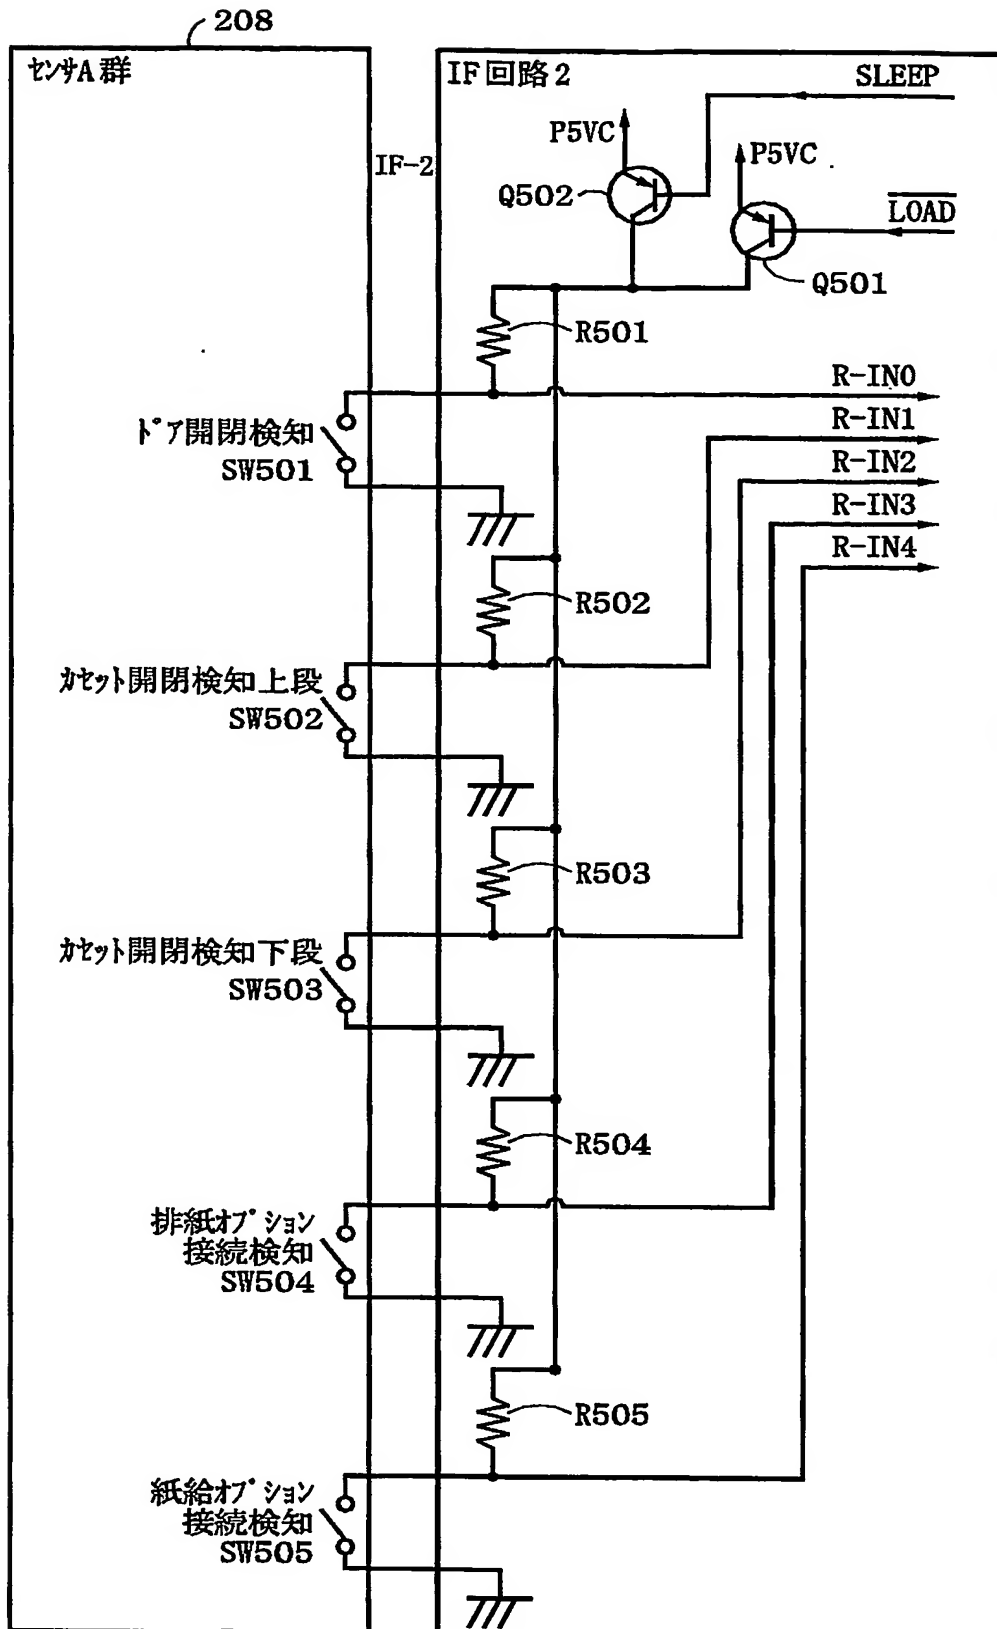 208
センサA群
IF-2
IF回路2
SLEEP
P5VC
P5VC
Q502
LOAD
Q501
R501
R-IN0
R-IN1
R-IN2
R-IN3
R-IN4
ドア開閉検知
SW501
R502
カセット開閉検知上段
SW502
R503
カセット開閉検知下段
SW503
R504
排紙オプション
接続検知
SW504
R505
紙給オプション
接続検知
SW505